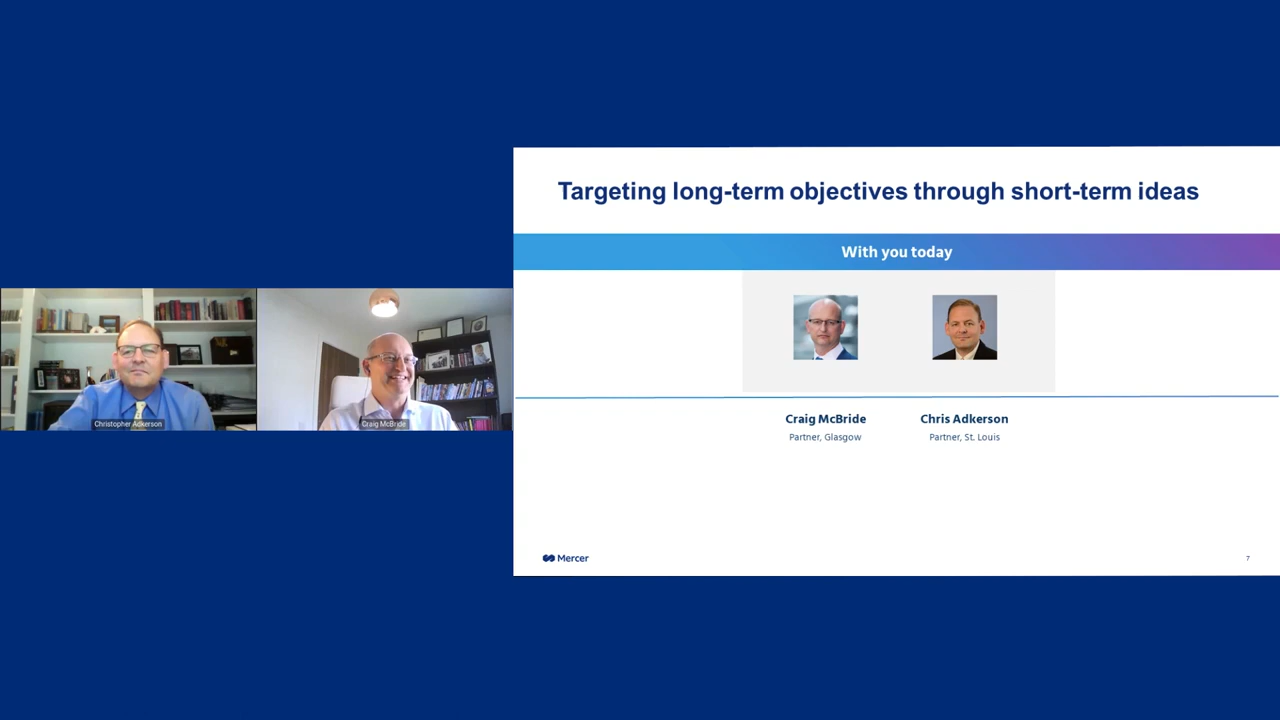 Targeting long-term objectives through short-term ideas
With you today
Craig McBride
Partner, Glasgow
Chris Adkerson
Partner, St. Louis
Mercer
7
Christopher Adkerson
Craig McBride